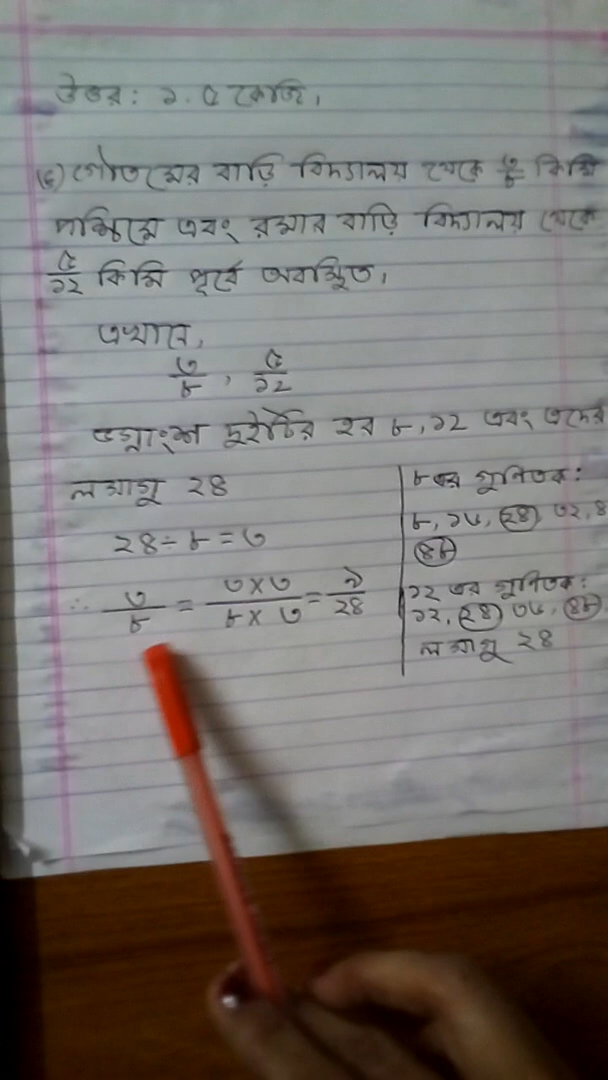 উত্তর: ১.৫ কেজি।
(৬) গৌতমের বাড়ি বিদ্যালয় থেকে ৩/৮ কিমি
পশ্চিমে এবং রমার বাড়ি বিদ্যালয় থেকে
৫/১২ কিমি পূর্বে অবস্থিত।
এখানে,
৩/৮ , ৫/১২
ভগ্নাংশ দুইটির হর ৮,১২ এবং এদের
লসাগু ২৪
২৪÷৮=৩
∴ ৩/৮ = ৩×৩/৮×৩ = ৯/২৪
৮ এর গুণিতক:
৮,১৬,২৪,৩২,৪
৪৮
১২ এর গুণিতক:
১২,২৪,৩৬,৪৮
লসাগু ২৪